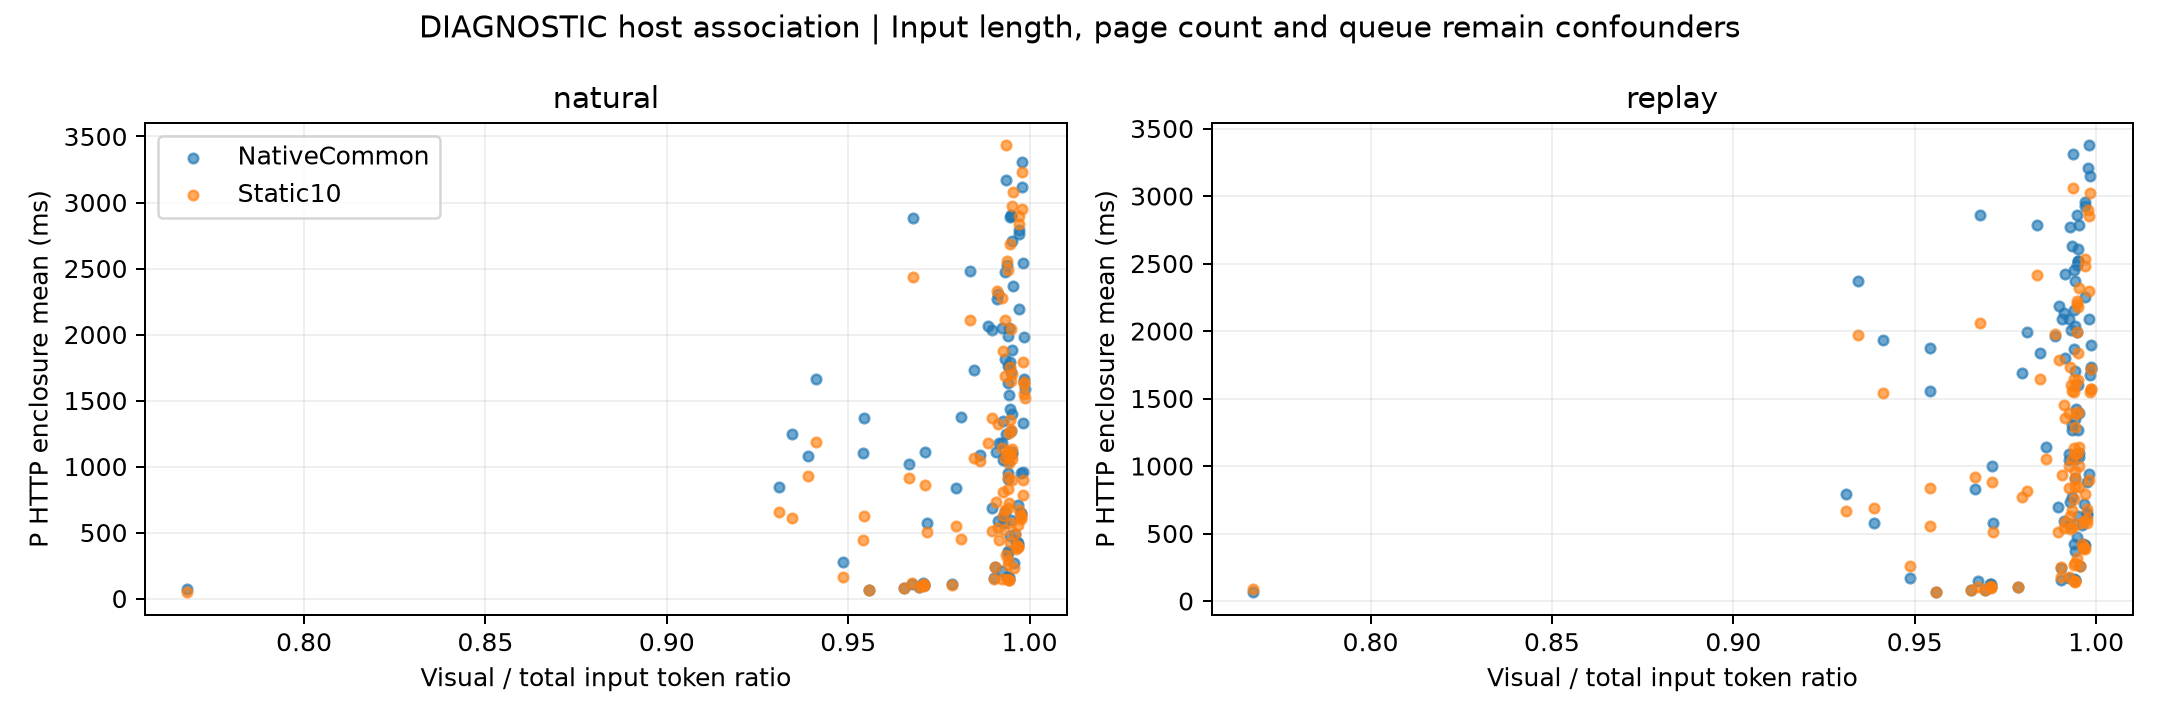 DIAGNOSTIC host association | Input length, page count and queue remain confounders
natural
P HTTP enclosure mean (ms)
3500
3000
2500
2000
1500
1000
500
0
NativeCommon
Static10
0.80 0.85 0.90 0.95 1.00
Visual / total input token ratio
replay
P HTTP enclosure mean (ms)
3500
3000
2500
2000
1500
1000
500
0
0.80 0.85 0.90 0.95 1.00
Visual / total input token ratio